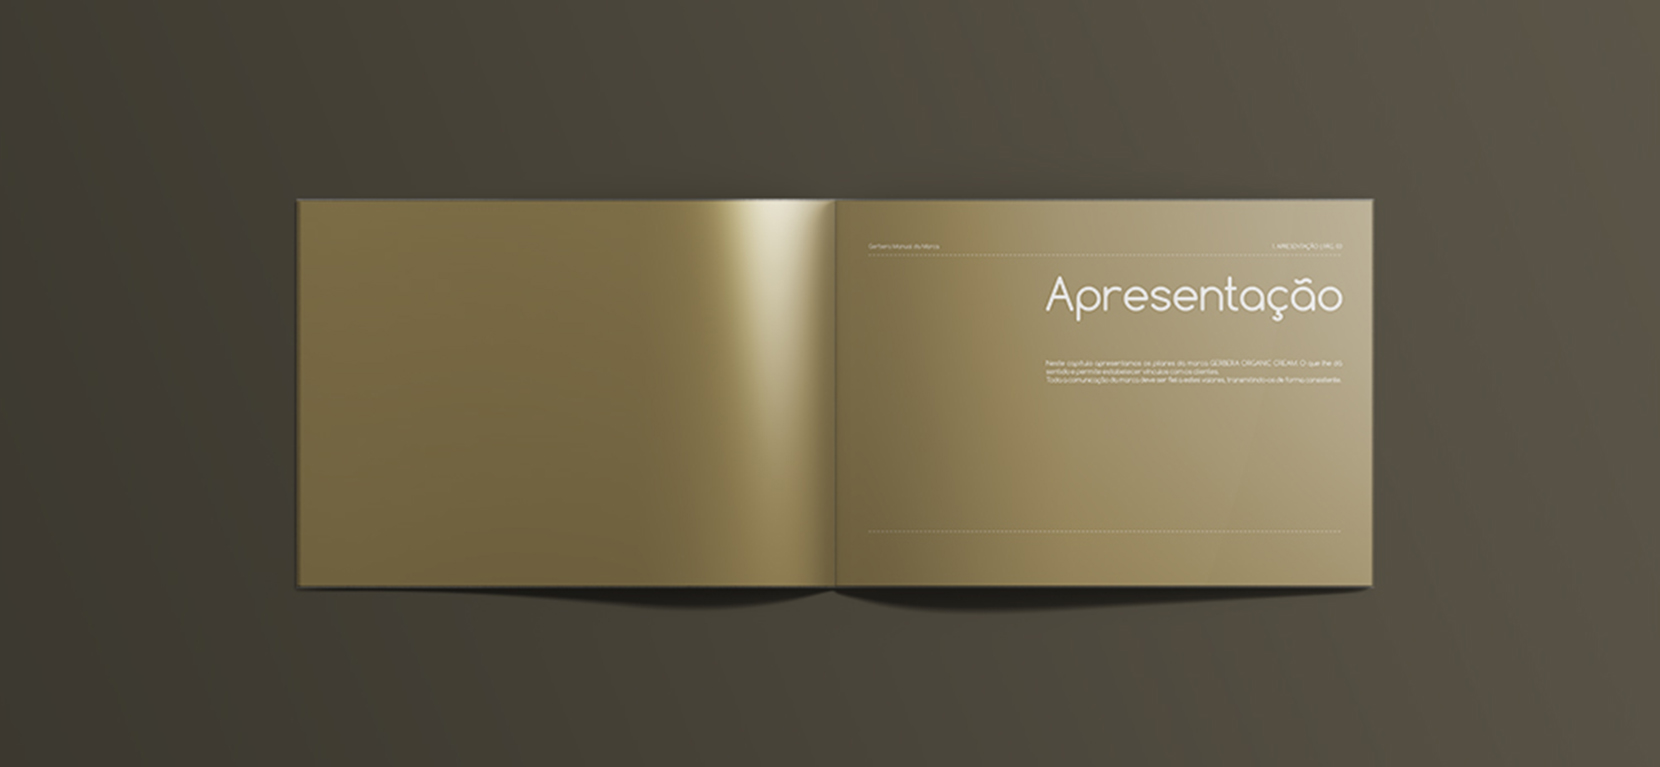 Gerbera Manual da Marca
1. APRESENTAÇÃO | PÁG.
Apresentação
Neste capítulo apresentamos os pilares da marca GERBERA ORGANIC CREAM. O que lhe dá
sentido e permite estabelecer vínculos com os clientes.
Toda a comunicação da marca deve ser fiel a estes valores, transmitindo-os de forma consistente.